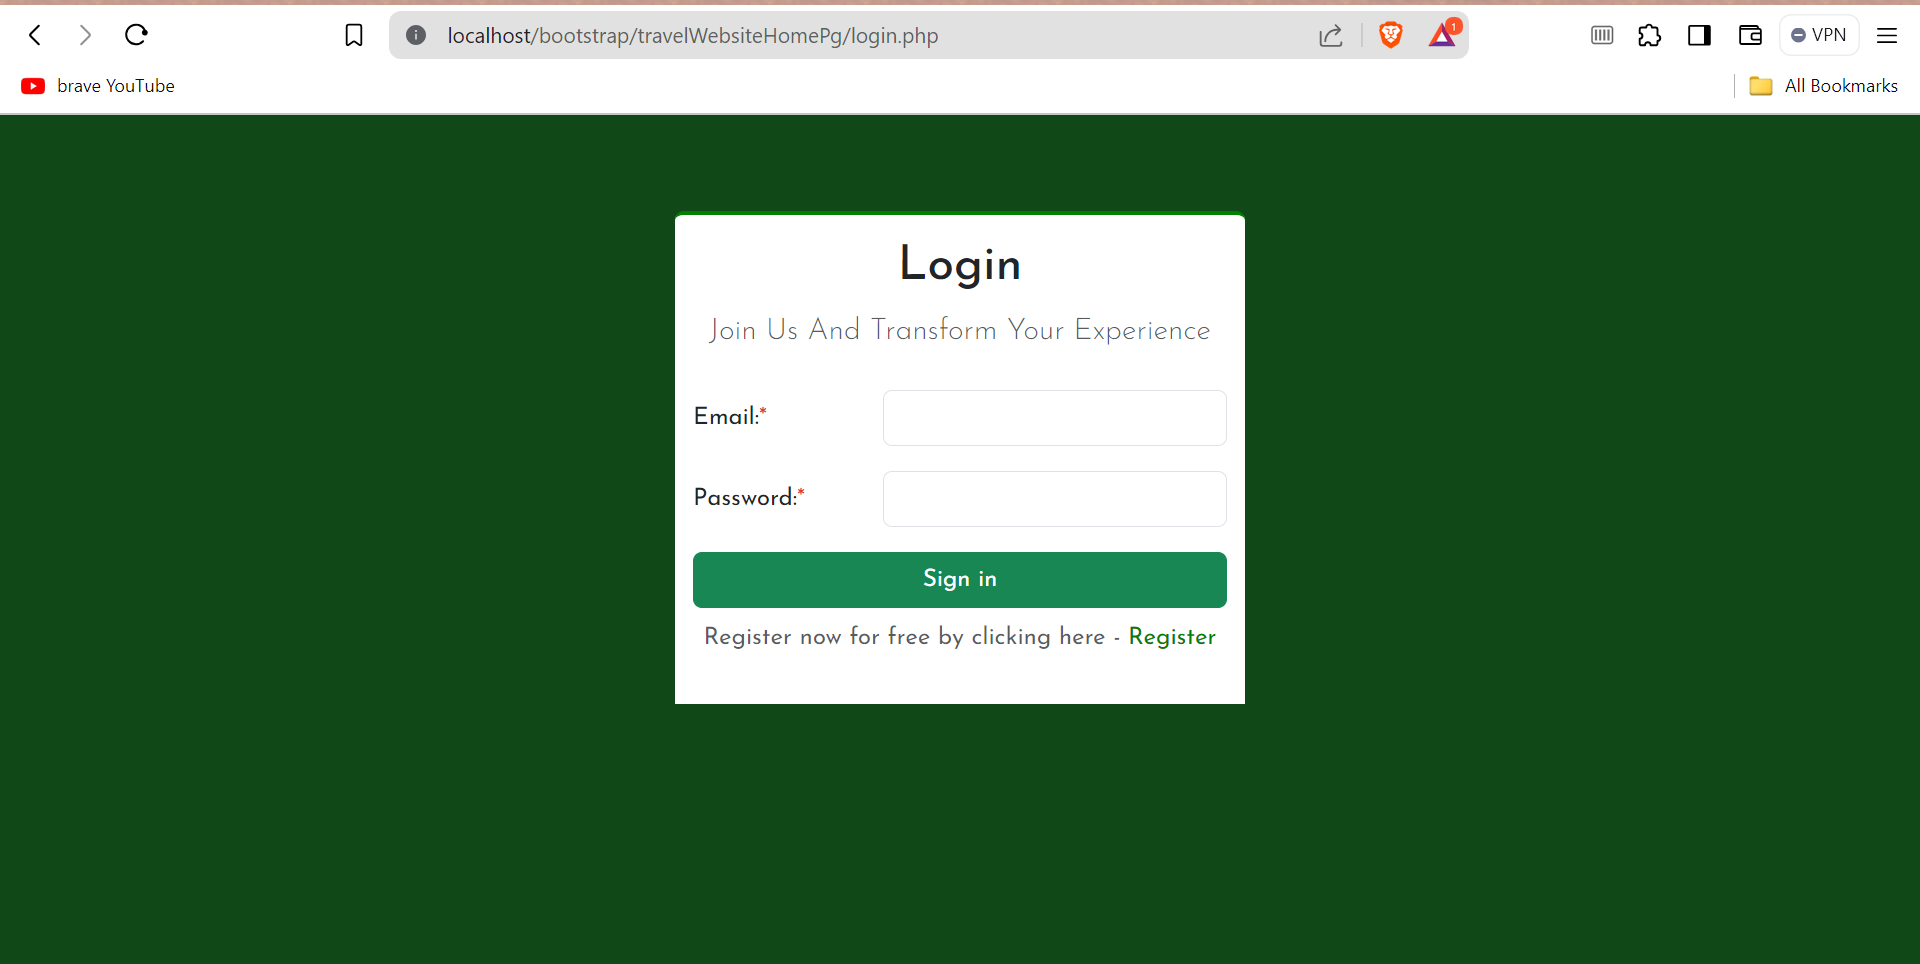 localhost/bootstrap/travelWebsiteHomePg/login.php
1
VPN
brave YouTube
All Bookmarks
Login
Join Us And Transform Your Experience
Email:*
Password:*
Sign in
Register now for free by clicking here - Register